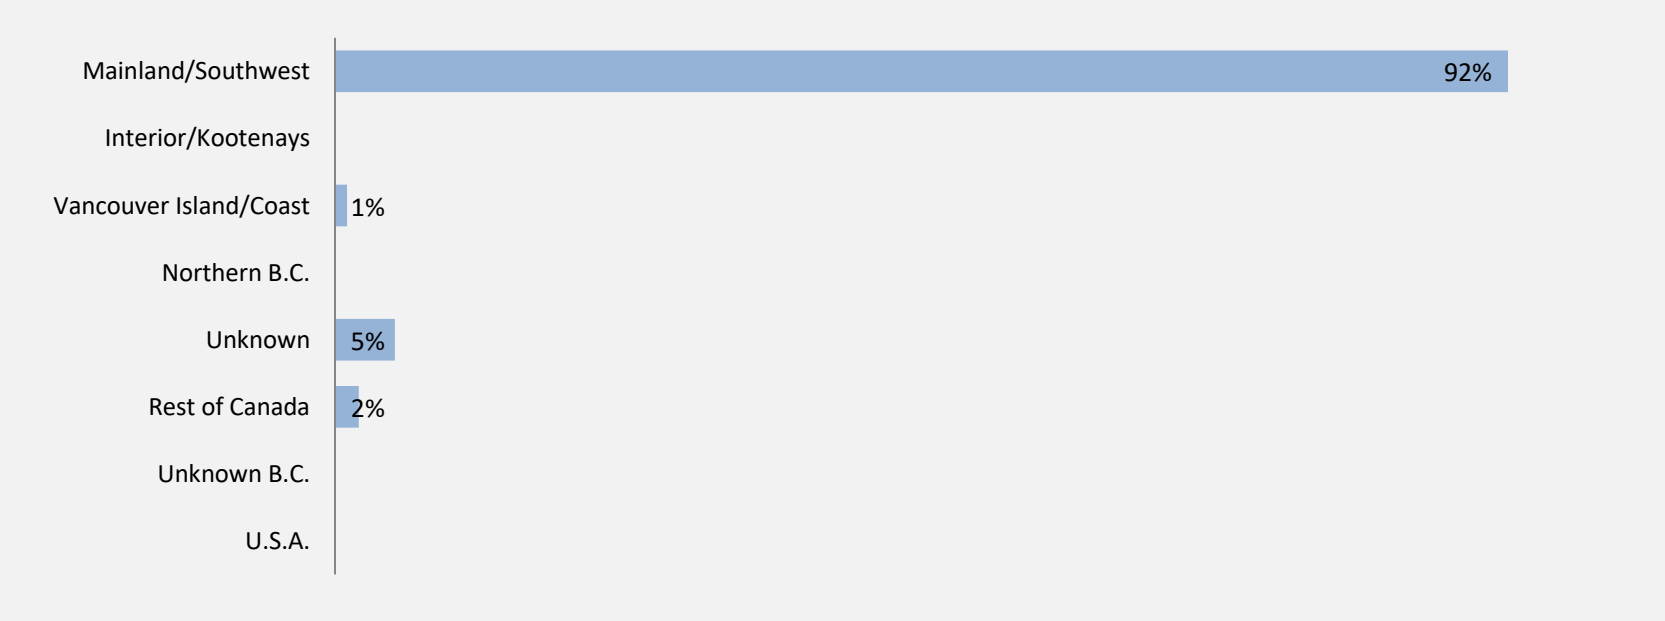 Mainland/Southwest 92%
Interior/Kootenays
Vancouver Island/Coast 1%
Northern B.C.
Unknown 5%
Rest of Canada 2%
Unknown B.C.
U.S.A.